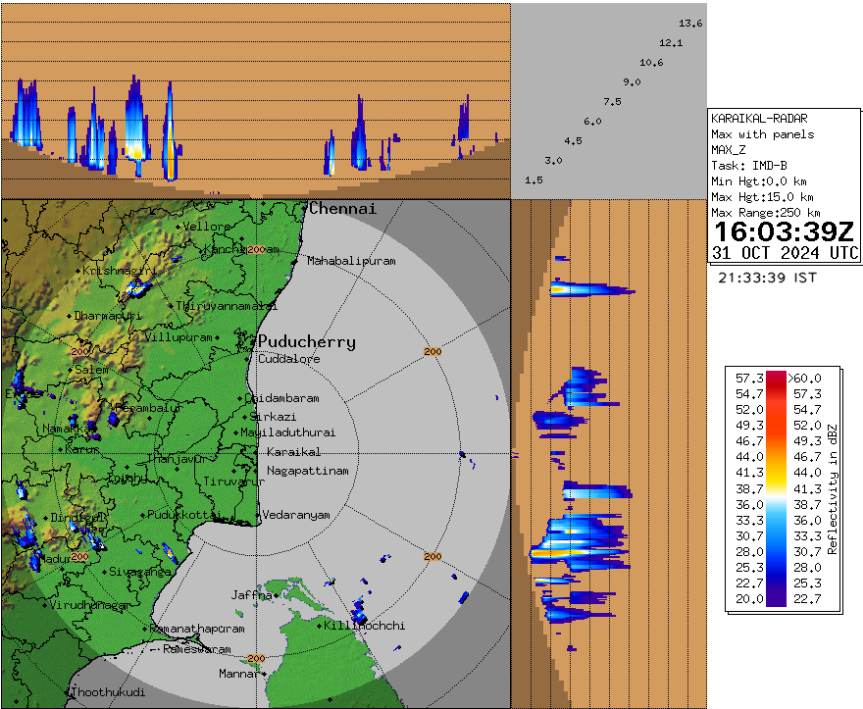 13.6
12.1
10.6
9.0
7.5
6.0
4.5
3.0
1.5
KARAIKAL-RADAR
Max with panels
MAX_Z
Task: IMD-B
Min Hgt:0.0 km
Max Hgt:15.0 km
Max Range:250 km
16:03:39Z
31 OCT 2024 UTC
21:33:39 IST
Chennai
Vellore
200
Mahabalipuram
Krishnagiri
Thiruvannamalai
Dharmapuri
Villupuram
Puducherry
200
200
Cuddalore
Salem
Chidambaram
Perambalur
Sirkazi
Namakkal
Mayiladuthurai
Karur
Karaikal
Thanjavur
Nagapattinam
Tiruvarur
Dindigul
Pudukkottai
Vedaranyam
Madurai
200
200
Sivaganga
Jaffna
Virudhunagar
Ramanathapuram
Killinochchi
Rameswaram
200
Mannar
Thoothukudi
57.3 >60.0
54.7 57.3
52.0 54.7
49.3 52.0
46.7 49.3
44.0 46.7
41.3 44.0
38.7 41.3
36.0 38.7
33.3 36.0
30.7 33.3
28.0 30.7
25.3 28.0
22.7 25.3
20.0 22.7
Reflectivity in dBZ